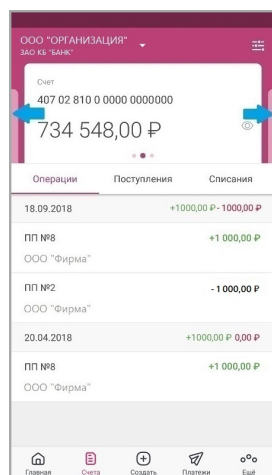 ООО "ОРГАНИЗАЦИЯ"
ЗАО КБ "БАНК"
Счет
407 02 810 0 0000 0000000
734 548,00 ₽
Операции Поступления Списания
18.09.2018 +1000,00 ₽ - 1000,00 ₽
ПП №8 +1 000,00 ₽
ООО "Фирма"
ПП №2 - 1 000,00 ₽
ООО "Фирма"
20.04.2018 +1000,00 ₽ 0,00 ₽
ПП №8 +1 000,00 ₽
ООО "Фирма"
Главная Счета Создать Платежи Ещё